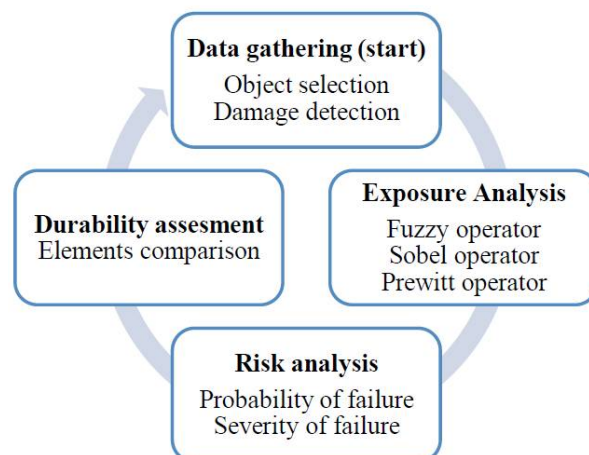 Data gathering (start)
Object selection
Damage detection
Exposure Analysis
Fuzzy operator
Sobel operator
Prewitt operator
Risk analysis
Probability of failure
Severity of failure
Durability assesment
Elements comparison